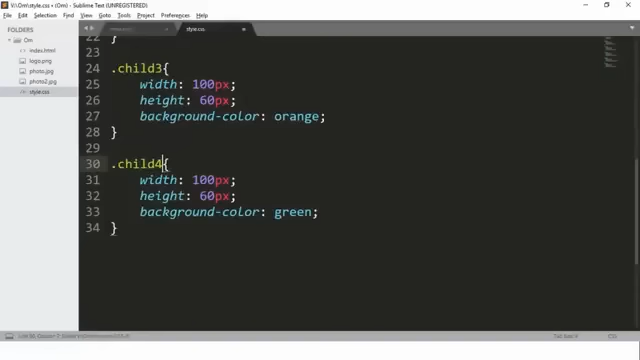 V:\Om\style.css - Sublime Text (UNREGISTERED)
File Edit Selection Find View Goto Tools Project Preferences Help
FOLDERS
Om
index.html
logo.png
photo.jpg
photo2.jpg
style.css
style.css
22 }
23
24 .child3{
25 width: 100px;
26 height: 60px;
27 background-color: orange;
28 }
29
30 .child4{
31 width: 100px;
32 height: 60px;
33 background-color: green;
34 }
CSS